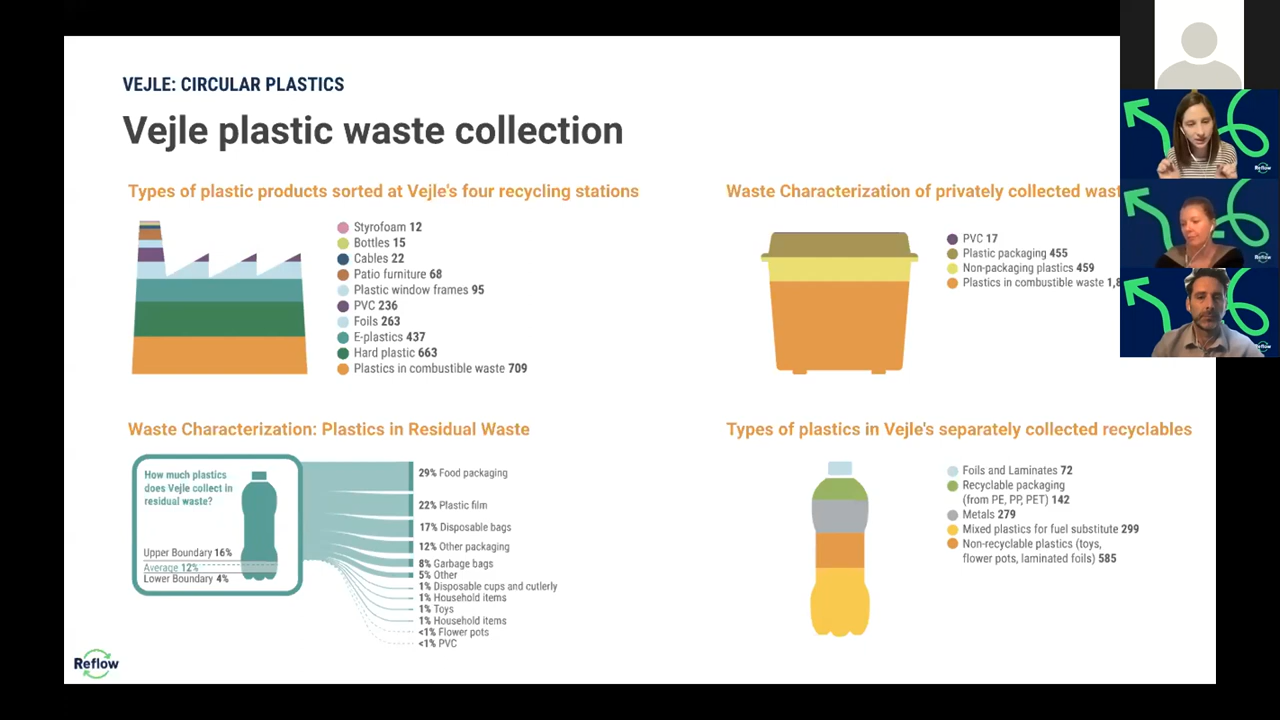 VEJLE: CIRCULAR PLASTICS
Vejle plastic waste collection
Types of plastic products sorted at Vejle's four recycling stations
Styrofoam 12
Bottles 15
Cables 22
Patio furniture 68
Plastic window frames 95
PVC 236
Foils 263
E-plastics 437
Hard plastic 663
Plastics in combustible waste 709
Waste Characterization of privately collected
PVC 17
Plastic packaging 455
Non-packaging plastics 459
Plastics in combustible waste
Waste Characterization: Plastics in Residual Waste
How much plastics
does Vejle collect in
residual waste?
Upper Boundary 16%
Average 12%
Lower Boundary 4%
29% Food packaging
22% Plastic film
17% Disposable bags
12% Other packaging
8% Garbage bags
5% Other
1% Disposable cups and cutlerly
1% Household items
1% Toys
1% Household items
<1% Flower pots
<1% PVC
Types of plastics in Vejle's separately collected recyclables
Foils and Laminates 72
Recyclable packaging
(from PE, PP, PET) 142
Metals 279
Mixed plastics for fuel substitute 299
Non-recyclable plastics (toys,
flower pots, laminated foils) 585
Reflow